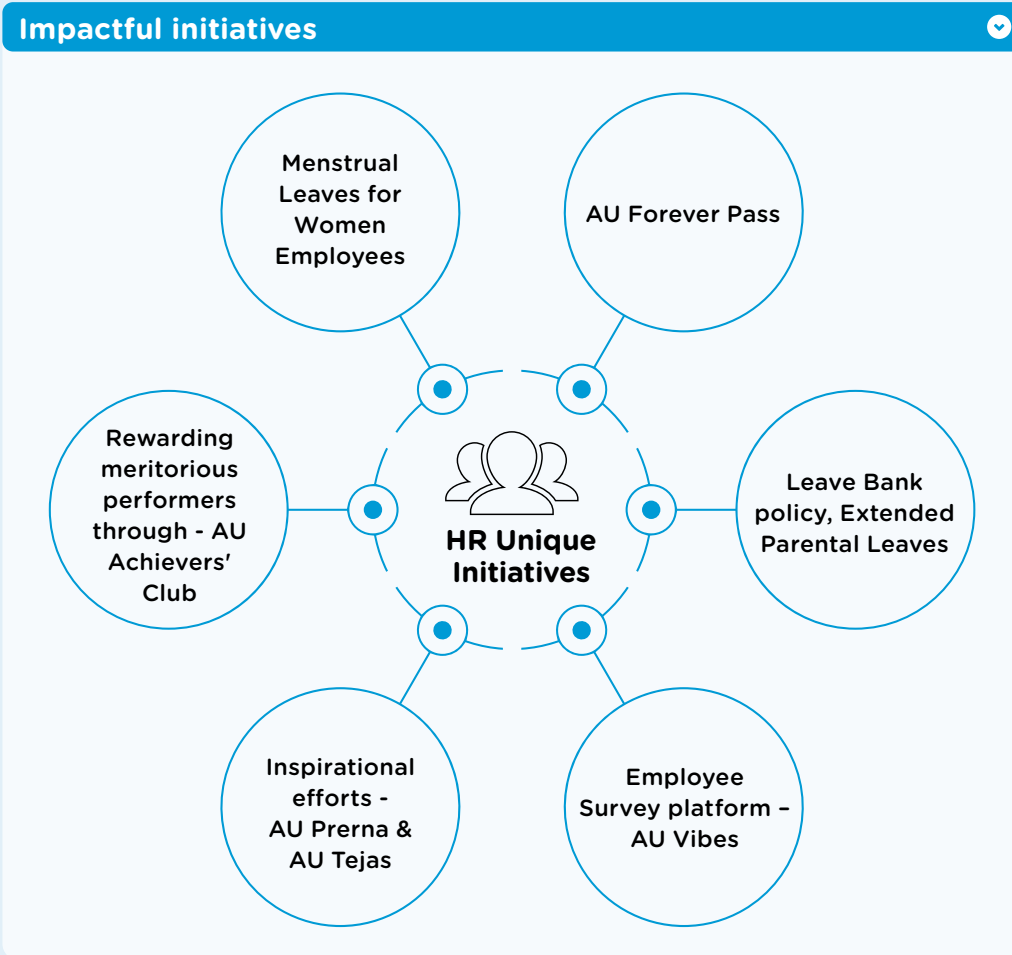 Impactful initiatives
Menstrual
Leaves for
Women
Employees
AU Forever Pass
Rewarding
meritorious
performers
through - AU
Achievers'
Club
HR Unique
Initiatives
Leave Bank
policy, Extended
Parental Leaves
Inspirational
efforts -
AU Prerna &
AU Tejas
Employee
Survey platform –
AU Vibes